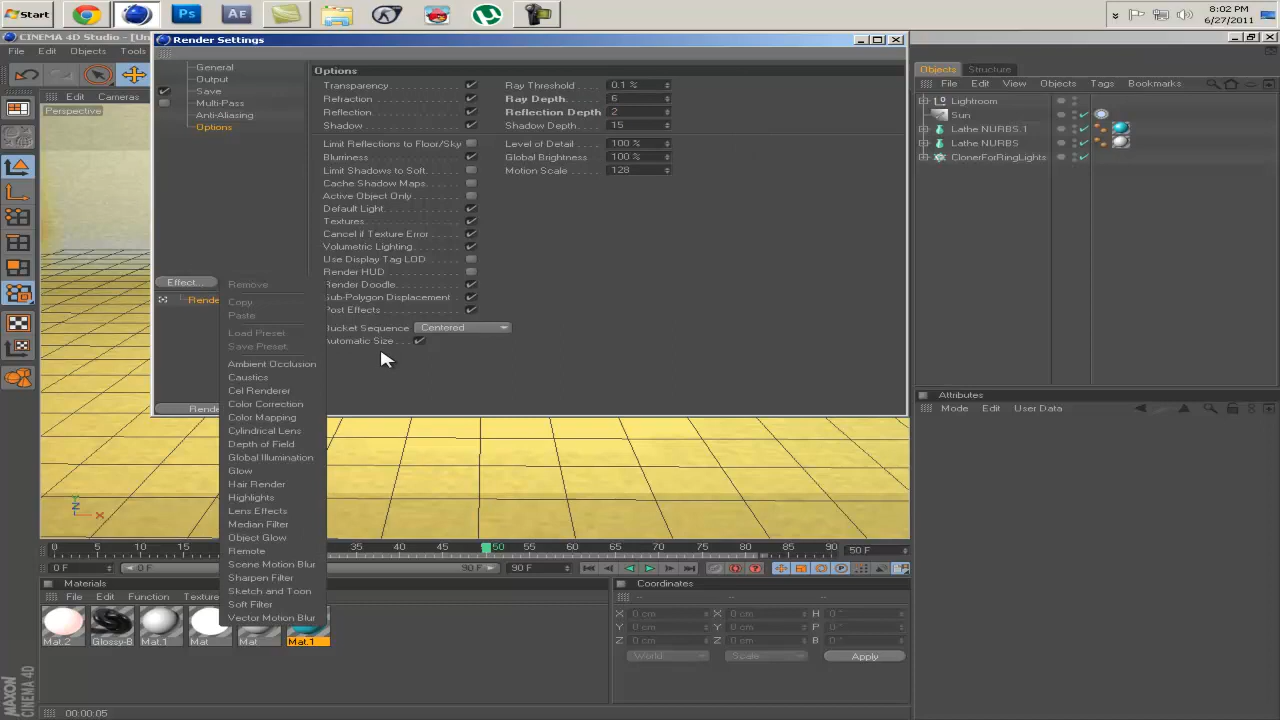 Start
8:02 PM
6/27/2011
CINEMA 4D Studio - [Un
Render Settings
File Edit Objects Tools
Edit Cameras
Perspective
General
Output
Save
Multi-Pass
Anti-Aliasing
Options
Options
Transparency
Ray Threshold 0.1 %
Refraction
Ray Depth 6
Reflection
Reflection Depth 2
Shadow
Shadow Depth 15
Limit Reflections to Floor/Sky
Level of Detail 100 %
Blurriness
Global Brightness 100 %
Limit Shadows to Soft
Motion Scale 128
Cache Shadow Maps
Active Object Only
Default Light
Textures
Cancel if Texture Error
Volumetric Lighting
Use Display Tag LOD
Render HUD
Render Doodle
Sub-Polygon Displacement
Post Effects
Bucket Sequence Centered
Automatic Size
Effect...
Rende
Rende
Remove
Copy
Paste
Load Preset
Save Preset
Ambient Occlusion
Caustics
Cel Renderer
Color Correction
Color Mapping
Cylindrical Lens
Depth of Field
Global Illumination
Glow
Hair Render
Highlights
Lens Effects
Median Filter
Object Glow
Remote
Scene Motion Blur
Sharpen Filter
Sketch and Toon
Soft Filter
Vector Motion Blur
Objects Structure
File Edit View Objects Tags Bookmarks
Lightroom
Sun
Lathe NURBS.1
Lathe NURBS
ClonerForRingLights
Attributes
Mode Edit User Data
0 5 10 15 35 40 45 50 55 60 65 70 75 80 85 90 50 F
0 F 0 F 90 F 90 F
Materials
File Edit Function Texture
Mat.2 Glossy-B Mat.1 Mat Mat Mat.1
Coordinates
X 0 cm X 0 cm H 0 °
Y 0 cm Y 0 cm P 0 °
Z 0 cm Z 0 cm B 0 °
World Scale Apply
MAXON CINEMA 4D
00:00:05